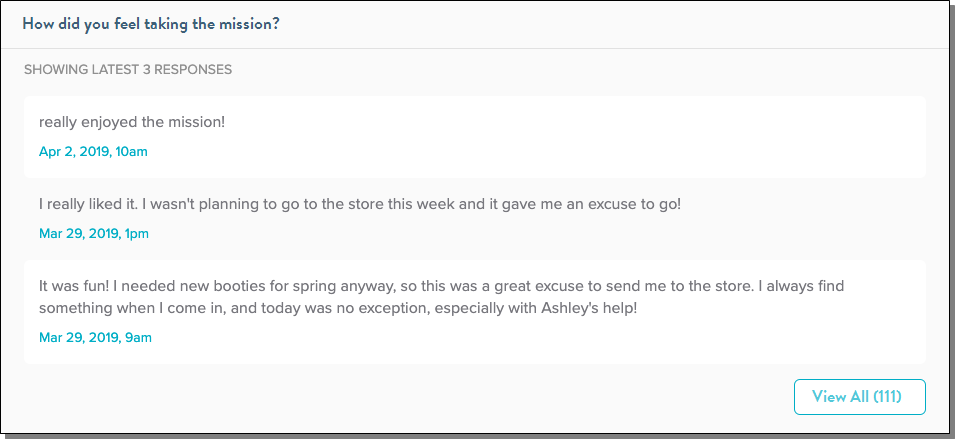 How did you feel taking the mission?
SHOWING LATEST 3 RESPONSES
really enjoyed the mission!
Apr 2, 2019, 10am
I really liked it. I wasn't planning to go to the store this week and it gave me an excuse to go!
Mar 29, 2019, 1pm
It was fun! I needed new booties for spring anyway, so this was a great excuse to send me to the store. I always find
something when I come in, and today was no exception, especially with Ashley's help!
Mar 29, 2019, 9am
View All (111)